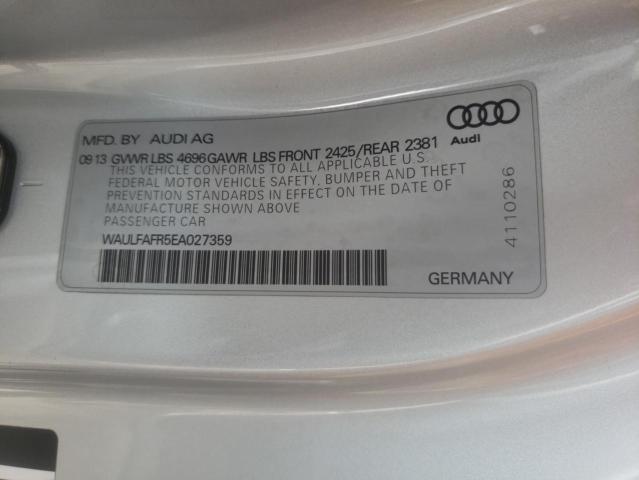 MFD. BY AUDI AG
Audi
09 13 GVWR LBS 4696 GAWR LBS FRONT 2425/REAR 2381
THIS VEHICLE CONFORMS TO ALL APPLICABLE U.S.
FEDERAL MOTOR VEHICLE SAFETY, BUMPER AND THEFT
PREVENTION STANDARDS IN EFFECT ON THE DATE OF
MANUFACTURE SHOWN ABOVE
PASSENGER CAR
WAULFAFR5EA027359
4110286
GERMANY